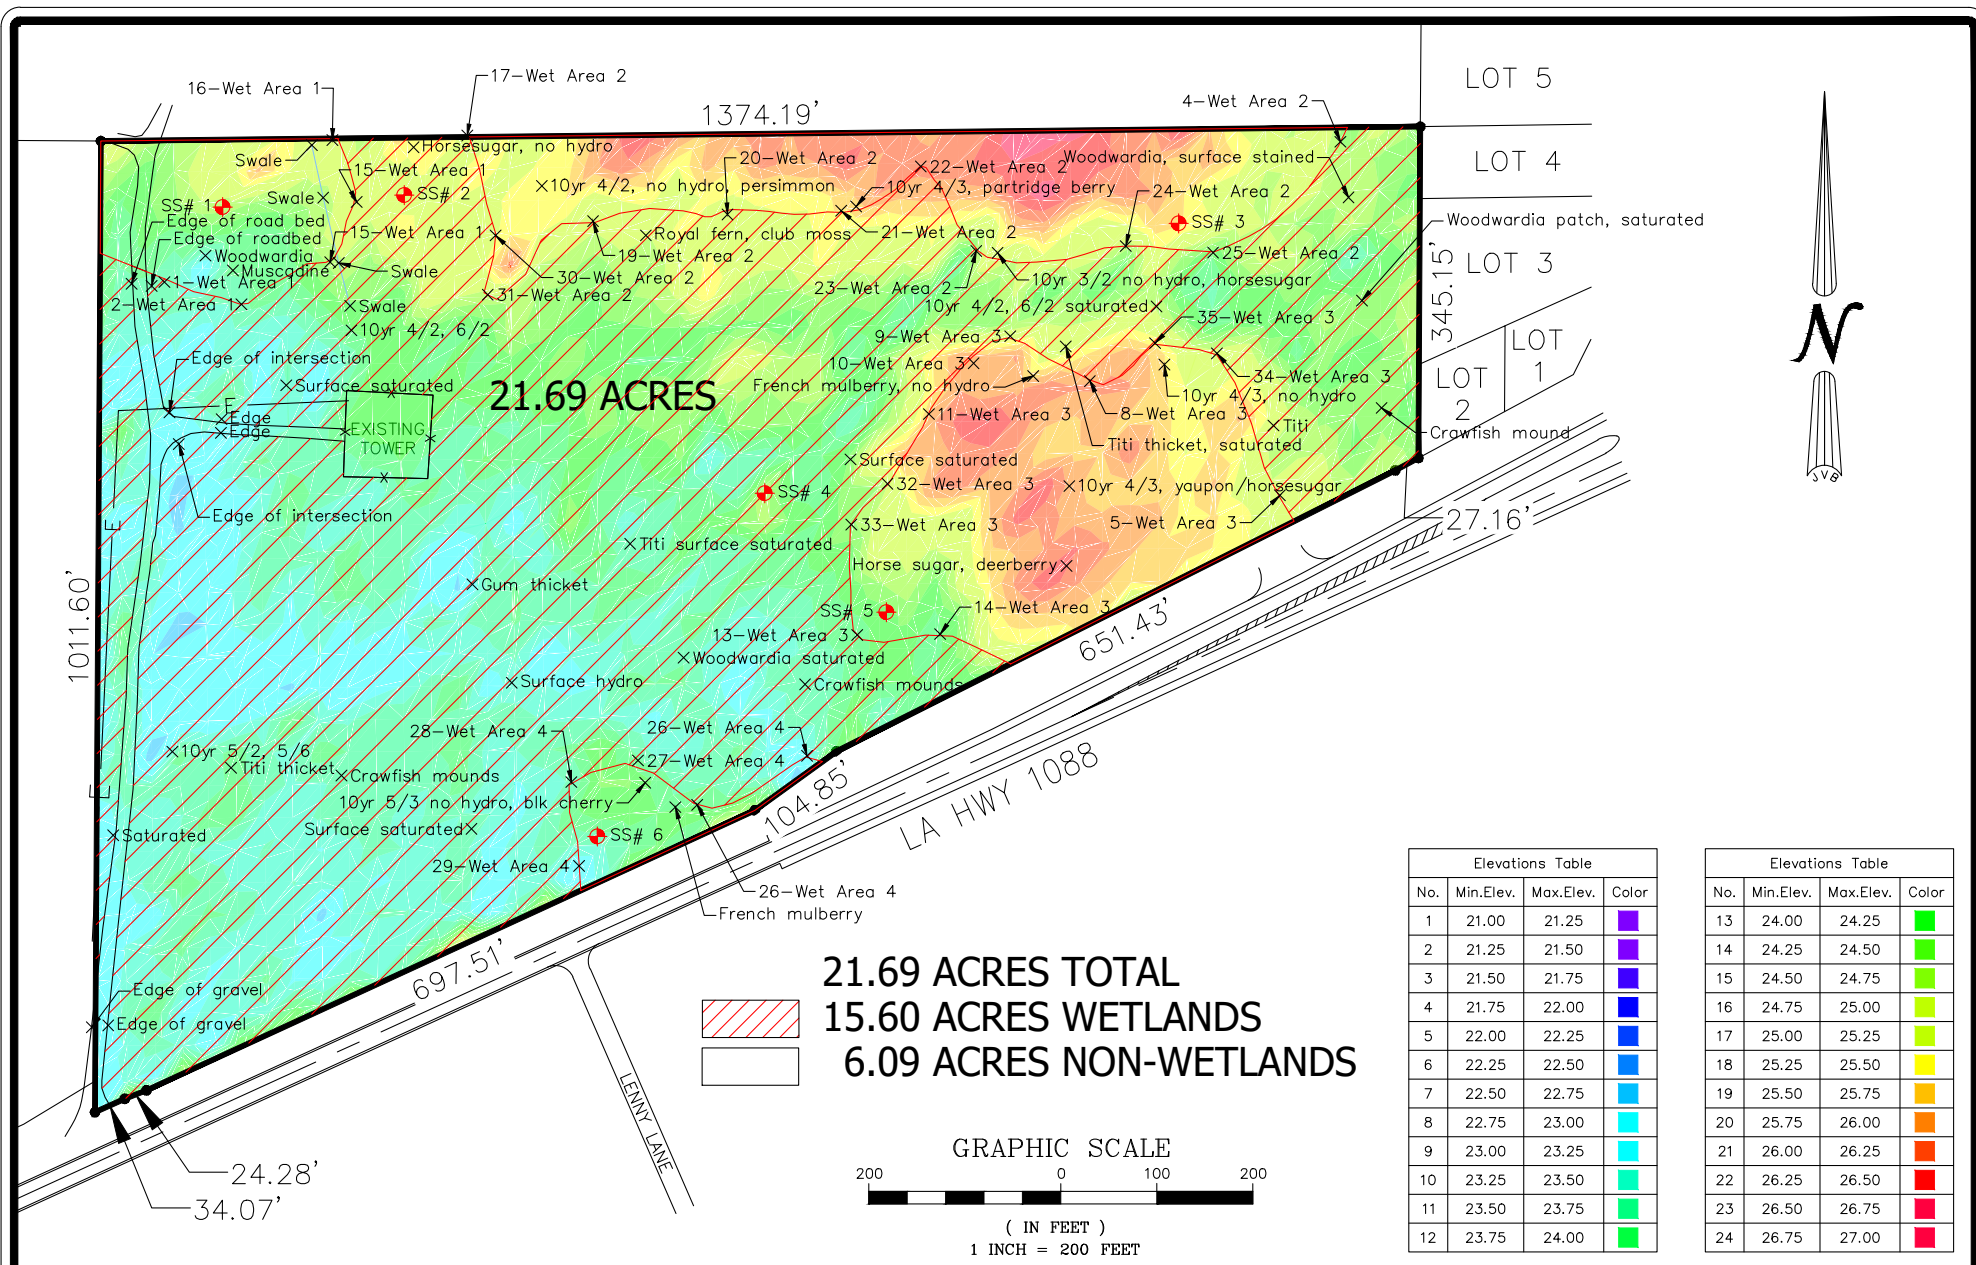 17-Wet Area 2
LOT 5
16-Wet Area 1
1374.19'
4-Wet Area 2
Horsesugar, no hydro
Swale
20-Wet Area 2
Woodwardia, surface stained
LOT 4
15-Wet Area 1
22-Wet Area 2
10yr 4/2, no hydro, persimmon
10yr 4/3, partridge berry
24-Wet Area 2
SS# 2
Swale
SS# 1
SS# 3
Woodwardia patch, saturated
Edge of road bed
Edge of roadbed
15-Wet Area 1
Royal fern, club moss
21-Wet Area 2
Woodwardia
19-Wet Area 2
25-Wet Area 2
LOT 3
Muscadine
Swale
30-Wet Area 2
1-Wet Area 1
10yr 3/2 no hydro, horsesugar
23-Wet Area 2
31-Wet Area 2
2-Wet Area 1
Swale
10yr 4/2, 6/2 saturated
345.15'
35-Wet Area 3
10yr 4/2, 6/2
9-Wet Area 3
LOT 1
Edge of intersection
10-Wet Area 3
34-Wet Area 3
LOT 2
Surface saturated
French mulberry, no hydro
21.69 ACRES
10yr 4/3, no hydro
E
Edge
Edge
11-Wet Area 3
8-Wet Area 3
Titi
EXISTING
TOWER
Crawfish mound
Titi thicket, saturated
Surface saturated
32-Wet Area 3
10yr 4/3, yaupon/horsesugar
SS# 4
Edge of intersection
E
33-Wet Area 3
5-Wet Area 3
27.16'
N
JVB
Titi surface saturated
Horse sugar, deerberry
Gum thicket
1011.60'
SS# 5
14-Wet Area 3
13-Wet Area 3
651.43'
Woodwardia saturated
Surface hydro
Crawfish mounds
28-Wet Area 4
26-Wet Area 4
10yr 5/2, 5/6
27-Wet Area 4
Titi thicket
Crawfish mounds
E
10yr 5/3 no hydro, blk cherry
104.85'
LA HWY 1088
Saturated
Surface saturated
SS# 6
29-Wet Area 4
26-Wet Area 4
French mulberry
697.51'
Edge of gravel
Edge of gravel
21.69 ACRES TOTAL
15.60 ACRES WETLANDS
6.09 ACRES NON-WETLANDS
LENNY LANE
24.28'
34.07'
GRAPHIC SCALE
200 0 100 200
( IN FEET )
1 INCH = 200 FEET
Elevations Table
No. Min.Elev. Max.Elev. Color
1 21.00 21.25
2 21.25 21.50
3 21.50 21.75
4 21.75 22.00
5 22.00 22.25
6 22.25 22.50
7 22.50 22.75
8 22.75 23.00
9 23.00 23.25
10 23.25 23.50
11 23.50 23.75
12 23.75 24.00
Elevations Table
No. Min.Elev. Max.Elev. Color
13 24.00 24.25
14 24.25 24.50
15 24.50 24.75
16 24.75 25.00
17 25.00 25.25
18 25.25 25.50
19 25.50 25.75
20 25.75 26.00
21 26.00 26.25
22 26.25 26.50
23 26.50 26.75
24 26.75 27.00